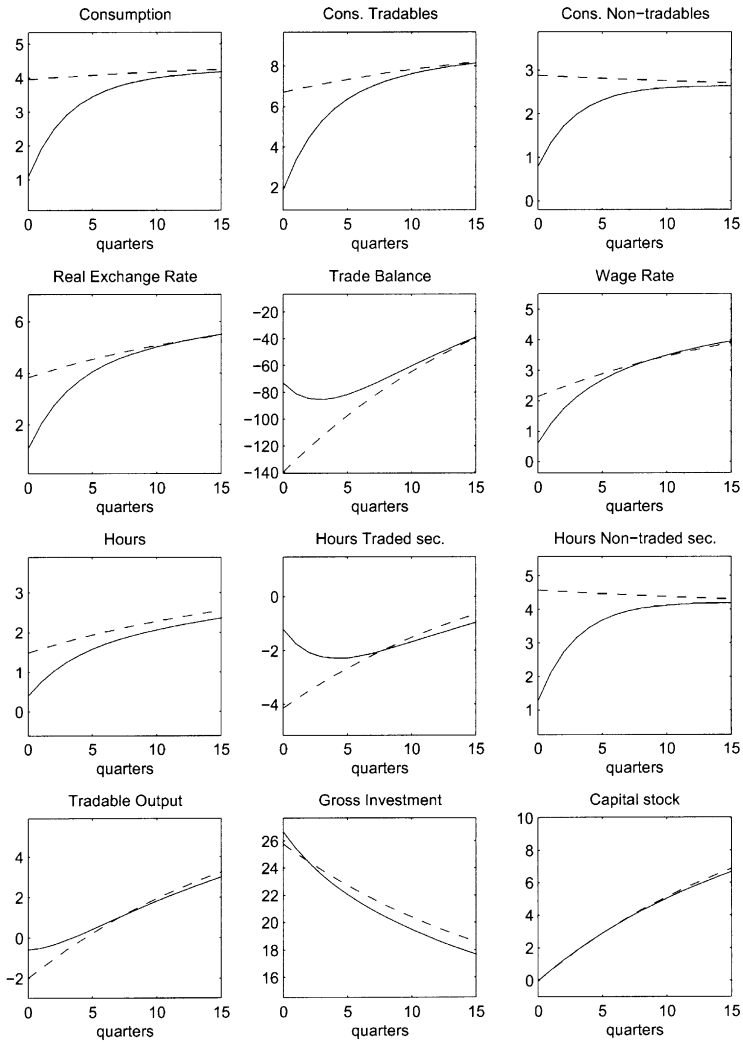 Consumption
5
4
3
2
1
0 5 10 15
quarters
Cons. Tradables
8
6
4
2
0 5 10 15
quarters
Cons. Non−tradables
3
2
1
0
0 5 10 15
quarters
Real Exchange Rate
6
4
2
0 5 10 15
quarters
Trade Balance
−20
−40
−60
−80
−100
−120
−140
0 5 10 15
quarters
Wage Rate
5
4
3
2
1
0
0 5 10 15
quarters
Hours
3
2
1
0
0 5 10 15
quarters
Hours Traded sec.
0
−2
−4
0 5 10 15
quarters
Hours Non−traded sec.
5
4
3
2
1
0 5 10 15
quarters
Tradable Output
4
2
0
−2
0 5 10 15
quarters
Gross Investment
26
24
22
20
18
16
0 5 10 15
quarters
Capital stock
10
8
6
4
2
0
0 5 10 15
quarters